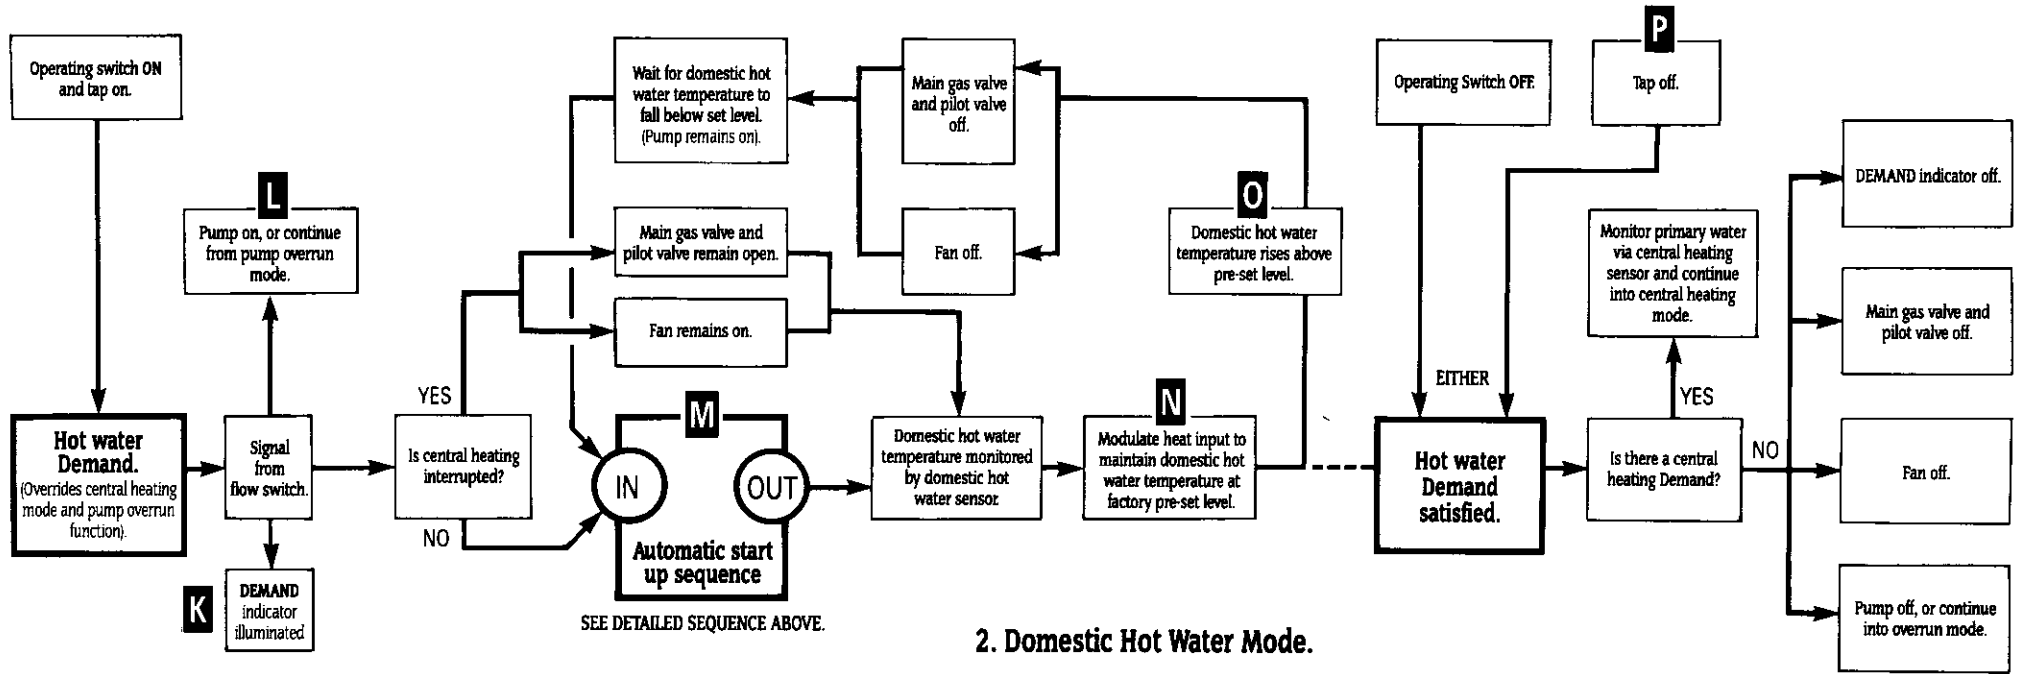 Operating switch ON
and tap on.
Hot water
Demand.
(Overrides central heating
mode and pump overrun
function).
L
Pump on, or continue
from pump overrun
mode.
Signal
from
flow switch.
K
DEMAND
indicator
illuminated
YES
Is central heating
interrupted?
NO
Wait for domestic hot
water temperature to
fall below set level.
(Pump remains on).
Main gas valve and
pilot valve remain open.
Fan remains on.
M
IN
OUT
Automatic start
up sequence
SEE DETAILED SEQUENCE ABOVE.
Main gas valve
and pilot valve
off.
Fan off.
Domestic hot water
temperature monitored
by domestic hot
water sensor.
N
Modulate heat input to
maintain domestic hot
water temperature at
factory pre-set level.
O
Domestic hot water
temperature rises above
pre-set level.
Operating Switch OFF.
P
Tap off.
EITHER
Hot water
Demand
satisfied.
Monitor primary water
via central heating
sensor and continue
into central heating
mode.
YES
Is there a central
heating Demand?
NO
DEMAND indicator off.
Main gas valve and
pilot valve off.
Fan off.
Pump off, or continue
into overrun mode.
2. Domestic Hot Water Mode.